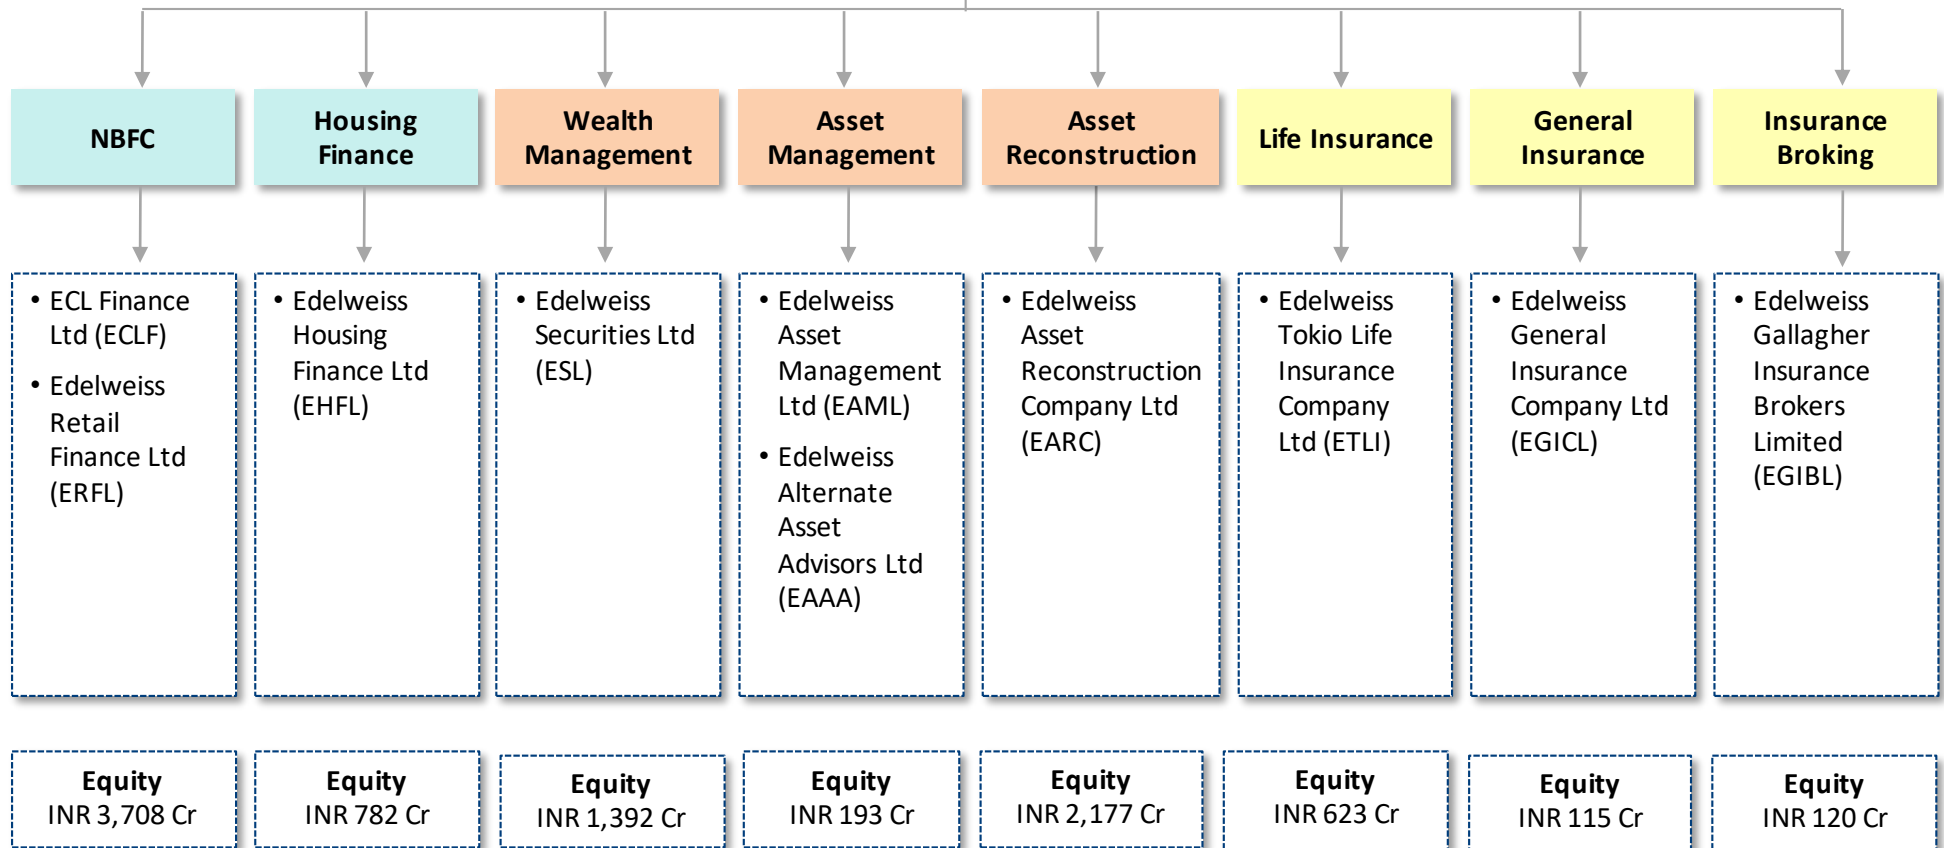 NBFC
Housing
Finance
Wealth
Management
Asset
Management
Asset
Reconstruction
Life Insurance
General
Insurance
Insurance
Broking
• ECL Finance
Ltd (ECLF)
• Edelweiss
Retail
Finance Ltd
(ERFL)
• Edelweiss
Housing
Finance Ltd
(EHFL)
• Edelweiss
Securities Ltd
(ESL)
• Edelweiss
Asset
Management
Ltd (EAML)
• Edelweiss
Alternate
Asset
Advisors Ltd
(EAAA)
• Edelweiss
Asset
Reconstruction
Company Ltd
(EARC)
• Edelweiss
Tokio Life
Insurance
Company
Ltd (ETLI)
• Edelweiss
General
Insurance
Company Ltd
(EGICL)
• Edelweiss
Gallagher
Insurance
Brokers
Limited
(EGIBL)
Equity
INR 3,708 Cr
Equity
INR 782 Cr
Equity
INR 1,392 Cr
Equity
INR 193 Cr
Equity
INR 2,177 Cr
Equity
INR 623 Cr
Equity
INR 115 Cr
Equity
INR 120 Cr